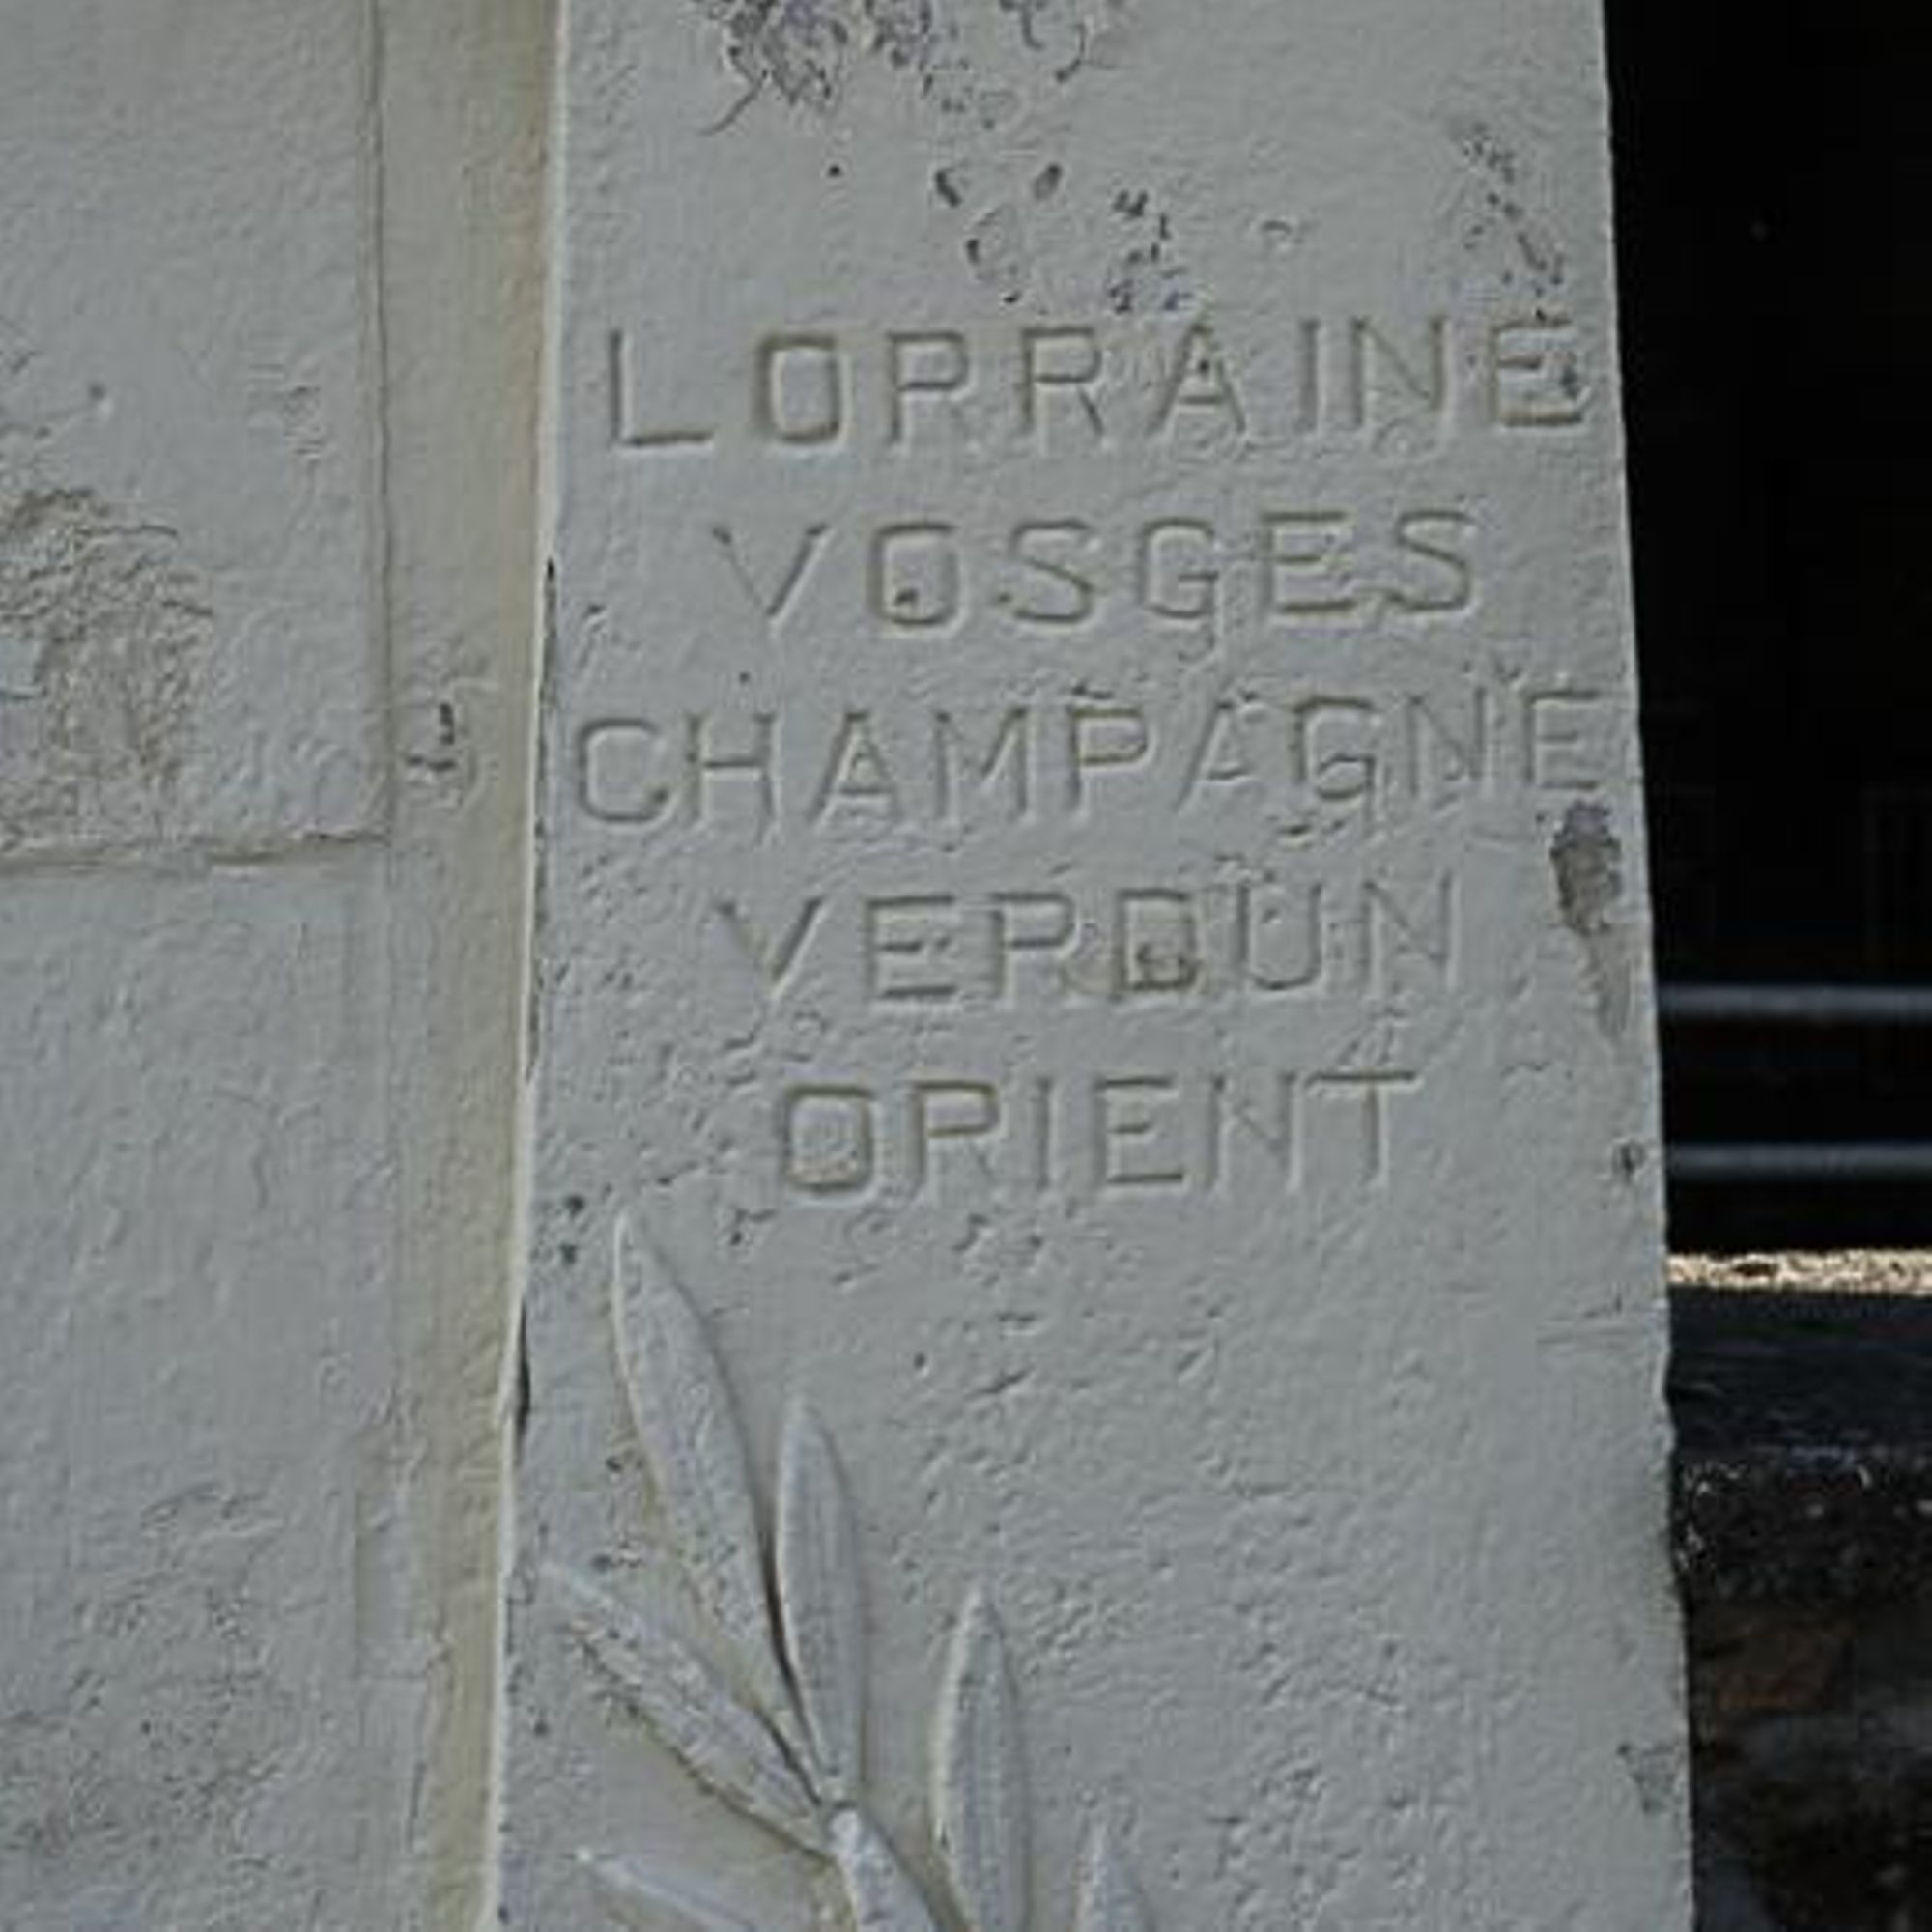 LORRAINE
VOSGES
CHAMPAGNE
VERDUN
ORIENT